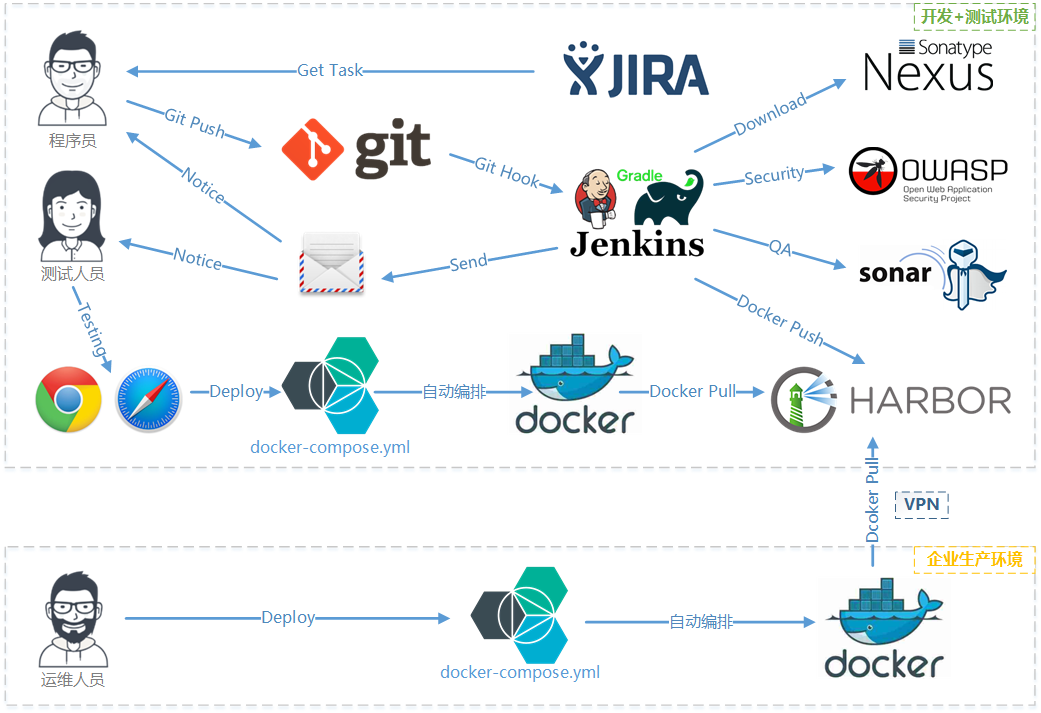 开发+测试环境
Get Task
JIRA
Sonatype
Nexus
程序员
Git Push
git
Download
Notice
Git Hook
Gradle
Jenkins
Security
OWASP
Open Web Application
Security Project
测试人员
Notice
Send
QA
sonar
Testing
Docker Push
Deploy
docker-compose.yml
自动编排
docker
Docker Pull
HARBOR
Dcoker Pull
VPN
企业生产环境
运维人员
Deploy
docker-compose.yml
自动编排
docker